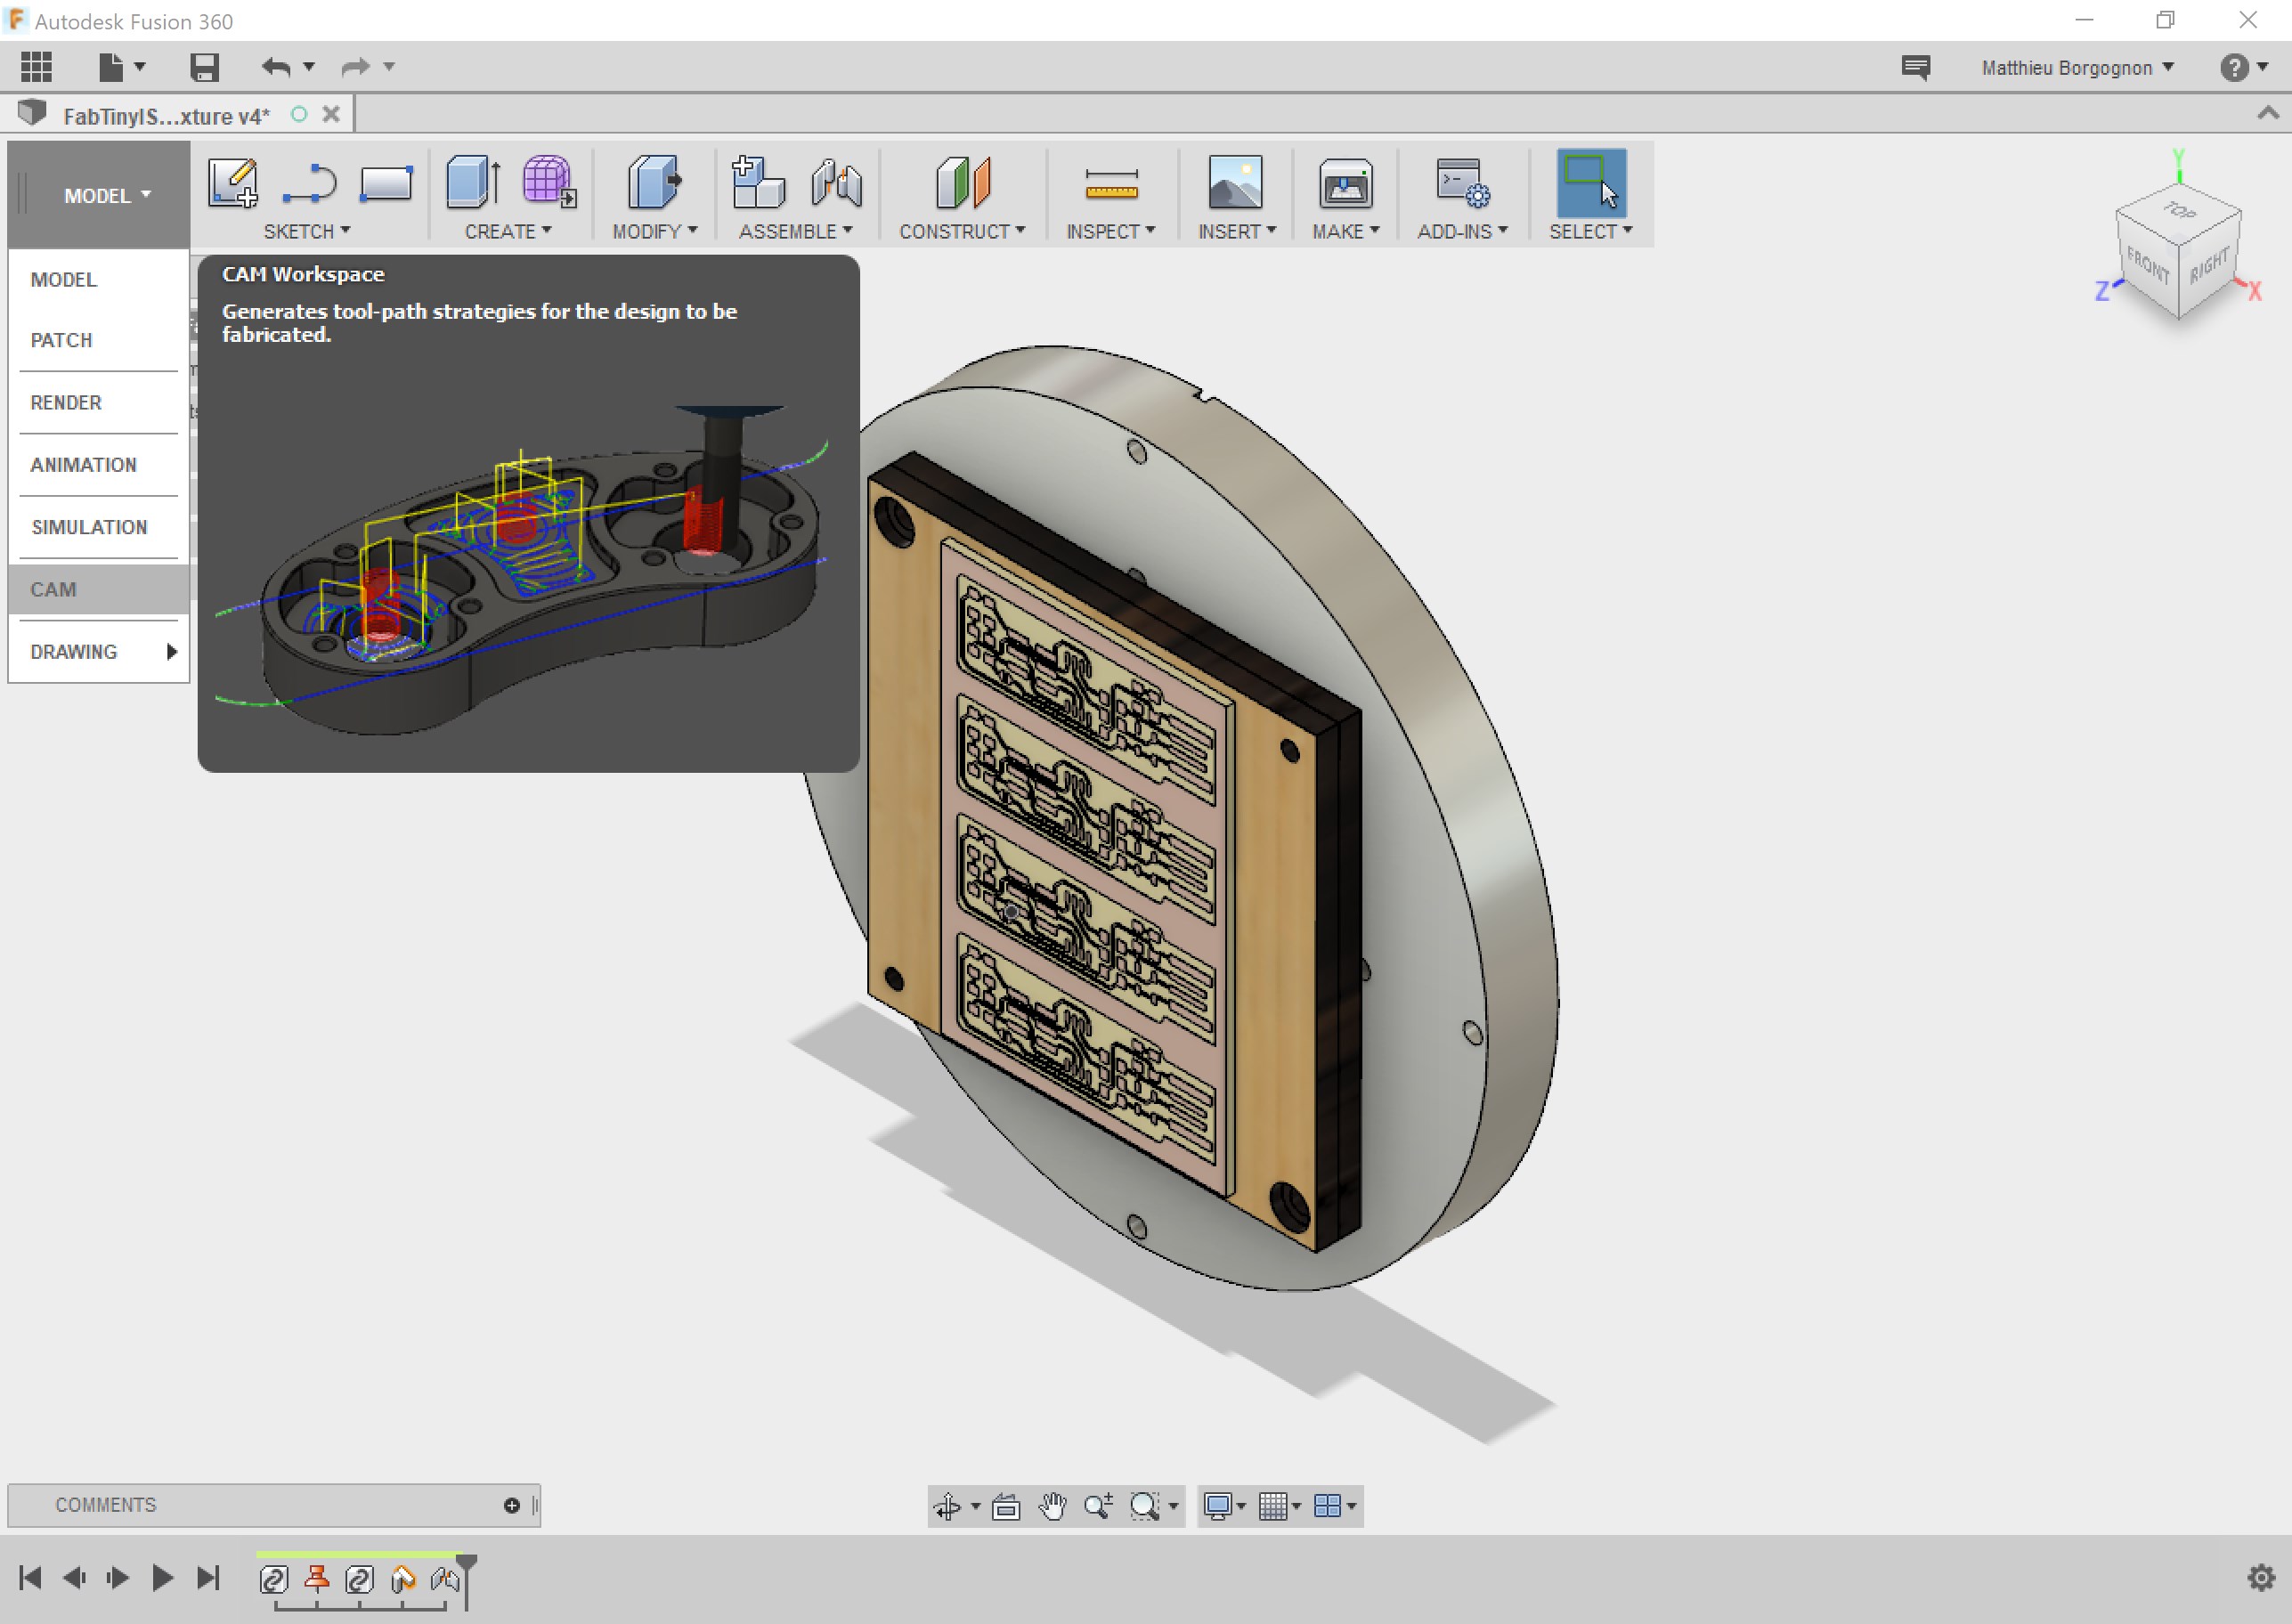 Autodesk Fusion 360
Matthieu Borgognon
FabTinyIS...xture v4*
MODEL
SKETCH
CREATE
MODIFY
ASSEMBLE
CONSTRUCT
INSPECT
INSERT
MAKE
ADD-INS
SELECT
MODEL
PATCH
RENDER
ANIMATION
SIMULATION
CAM
DRAWING
CAM Workspace
Generates tool-path strategies for the design to be
fabricated.
Y
TOP
FRONT
RIGHT
Z
X
COMMENTS